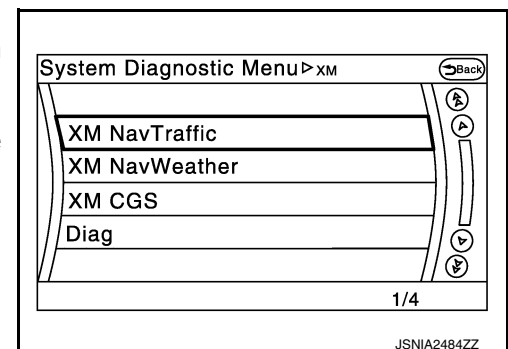 System Diagnostic Menu▷XM
Back
XM NavTraffic
XM NavWeather
XM CGS
Diag
1/4
JSNIA2484ZZ